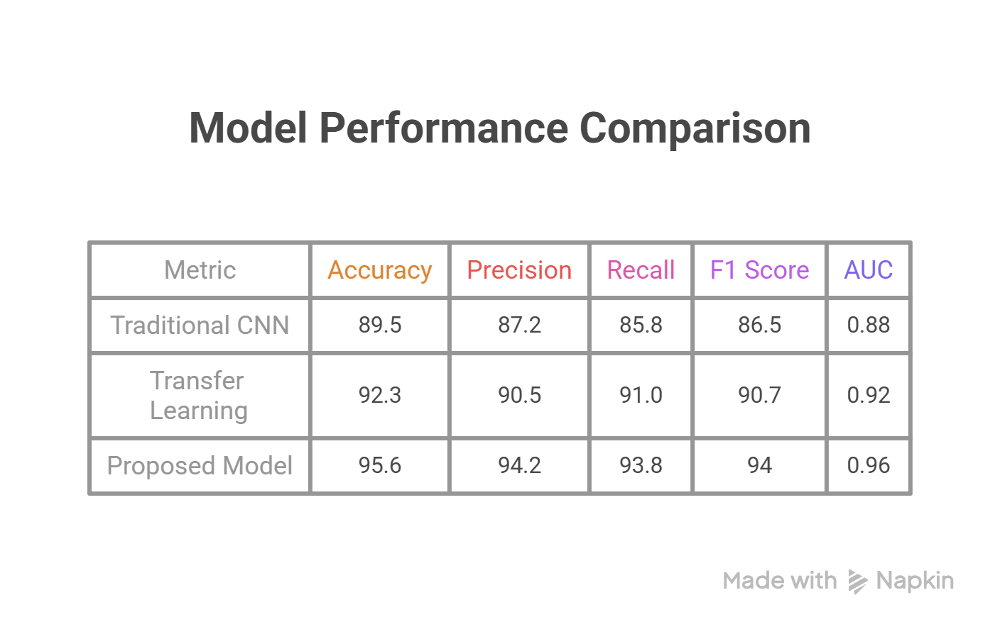 Model Performance Comparison
Metric Accuracy Precision Recall F1 Score AUC
Traditional CNN 89.5 87.2 85.8 86.5 0.88
Transfer
Learning 92.3 90.5 91.0 90.7 0.92
Proposed Model 95.6 94.2 93.8 94 0.96
Made with Napkin